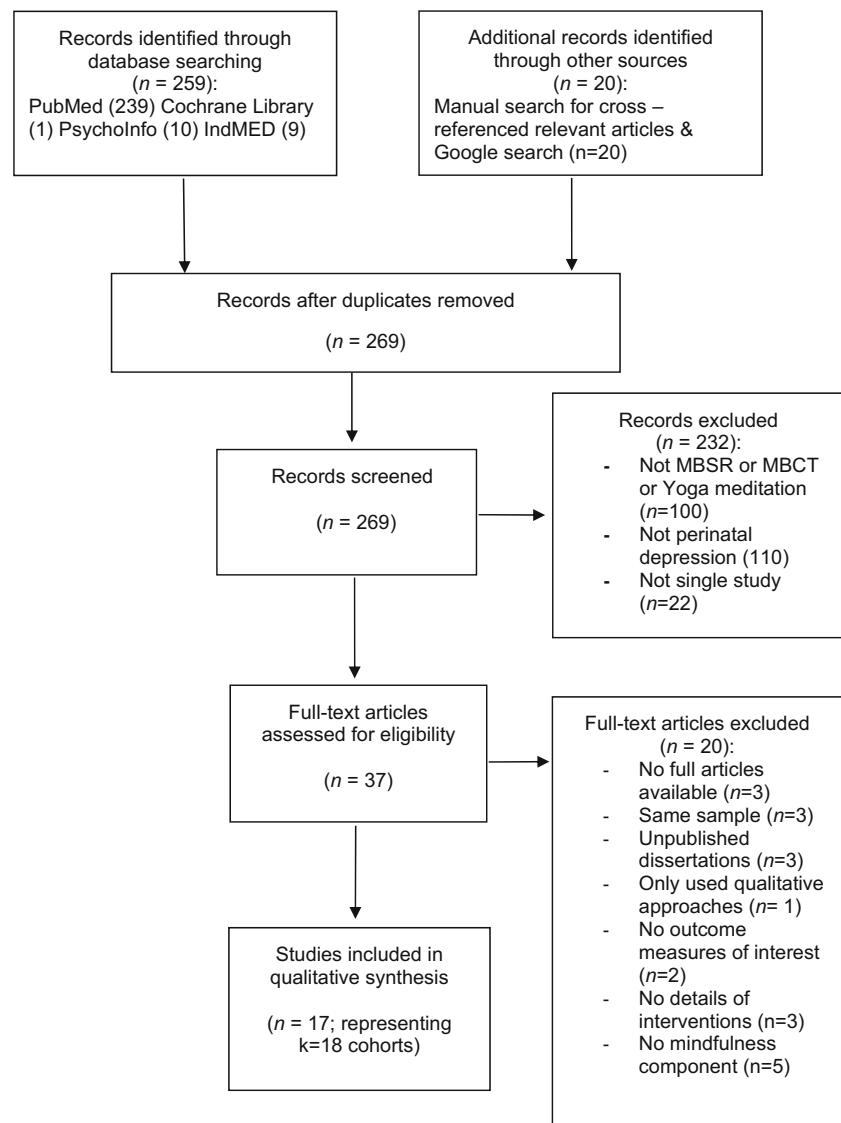 Records identified through
database searching
(n = 259):
PubMed (239) Cochrane Library
(1) PsychoInfo (10) IndMED (9)
Additional records identified
through other sources
(n = 20):
Manual search for cross –
referenced relevant articles &
Google search (n=20)
Records after duplicates removed
(n = 269)
Records screened
(n = 269)
Records excluded
(n = 232):
- Not MBSR or MBCT
or Yoga meditation
(n=100)
- Not perinatal
depression (110)
- Not single study
(n=22)
Full-text articles
assessed for eligibility
(n = 37)
Full-text articles excluded
(n = 20):
- No full articles
available (n=3)
- Same sample (n=3)
- Unpublished
dissertations (n=3)
- Only used qualitative
approaches (n= 1)
- No outcome
measures of interest
(n=2)
- No details of
interventions (n=3)
- No mindfulness
component (n=5)
Studies included in
qualitative synthesis
(n = 17; representing
k=18 cohorts)